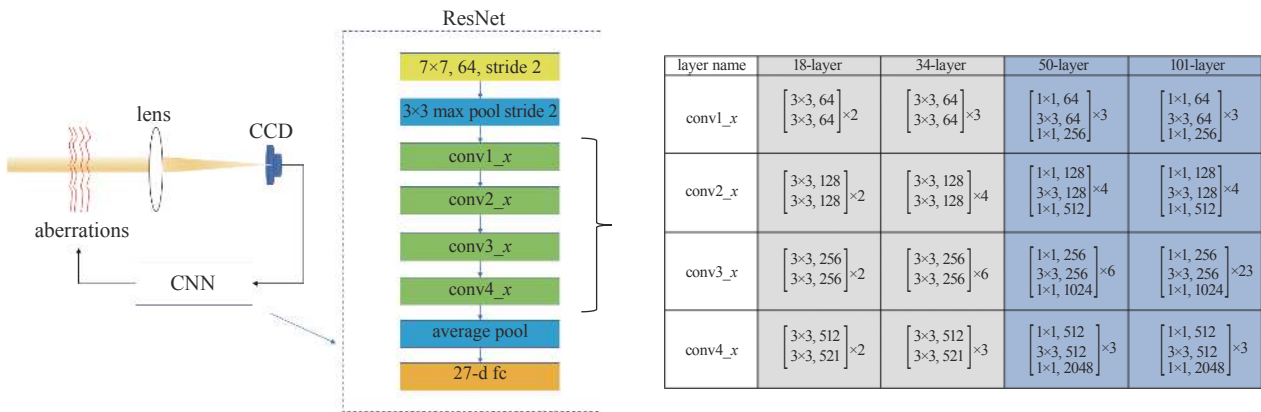 ResNet
7×7, 64, stride 2
3×3 max pool stride 2
conv1_x
conv2_x
conv3_x
conv4_x
average pool
27-d fc
lens
CCD
aberrations
CNN
layer name 18-layer 34-layer 50-layer 101-layer
conv1_x
[3×3, 64
3×3, 64]×2
[3×3, 64
3×3, 64]×3
[1×1, 64
3×3, 64
1×1, 256]×3
[1×1, 64
3×3, 64
1×1, 256]×3
conv2_x
[3×3, 128
3×3, 128]×2
[3×3, 128
3×3, 128]×4
[1×1, 128
3×3, 128
1×1, 512]×4
[1×1, 128
3×3, 128
1×1, 512]×4
conv3_x
[3×3, 256
3×3, 256]×2
[3×3, 256
3×3, 256]×6
[1×1, 256
3×3, 256
1×1, 1024]×6
[1×1, 256
3×3, 256
1×1, 1024]×23
conv4_x
[3×3, 512
3×3, 521]×2
[3×3, 512
3×3, 521]×3
[1×1, 512
3×3, 512
1×1, 2048]×3
[1×1, 512
3×3, 512
1×1, 2048]×3